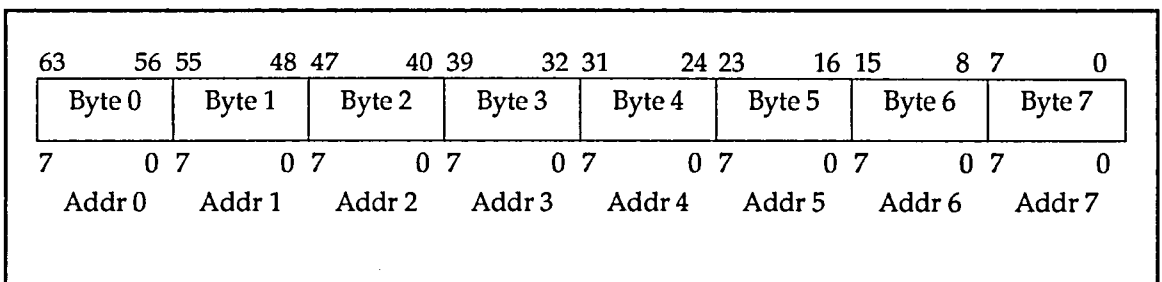 63 56 55 48 47 40 39 32 31 24 23 16 15 8 7 0
Byte 0 Byte 1 Byte 2 Byte 3 Byte 4 Byte 5 Byte 6 Byte 7
7 0 7 0 7 0 7 0 7 0 7 0 7 0 7 0
Addr 0 Addr 1 Addr 2 Addr 3 Addr 4 Addr 5 Addr 6 Addr 7